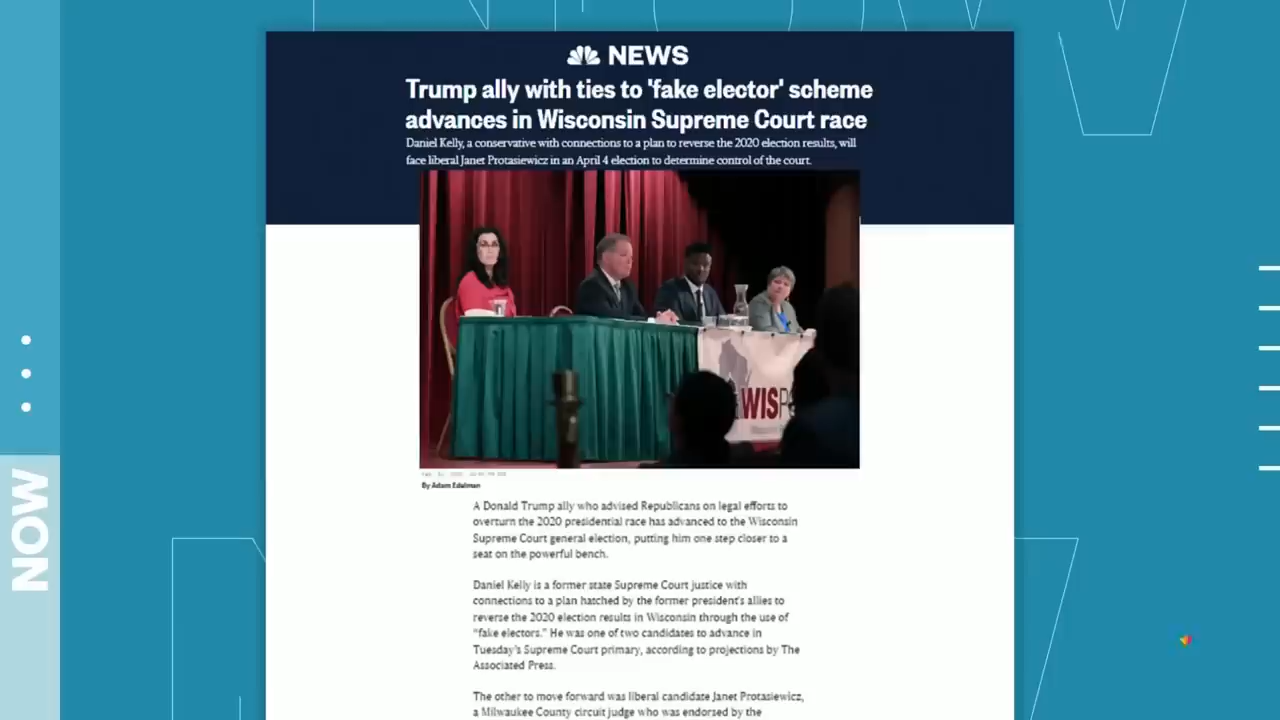 NEWS
Trump ally with ties to 'fake elector' scheme
advances in Wisconsin Supreme Court race
Daniel Kelly, a conservative with connections to a plan to reverse the 2020 election results, will
face liberal Janet Protasiewicz in an April 4 election to determine control of the court.
WISP
By Adam Edelman
A Donald Trump ally who advised Republicans on legal efforts to
overturn the 2020 presidential race has advanced to the Wisconsin
Supreme Court general election, putting him one step closer to a
seat on the powerful bench.
Daniel Kelly is a former state Supreme Court justice with
connections to a plan hatched by the former president's allies to
reverse the 2020 election results in Wisconsin through the use of
“fake electors.” He was one of two candidates to advance in
Tuesday's Supreme Court primary, according to projections by The
Associated Press.
The other to move forward was liberal candidate Janet Protasiewicz,
a Milwaukee County circuit judge who was endorsed by the
NOW